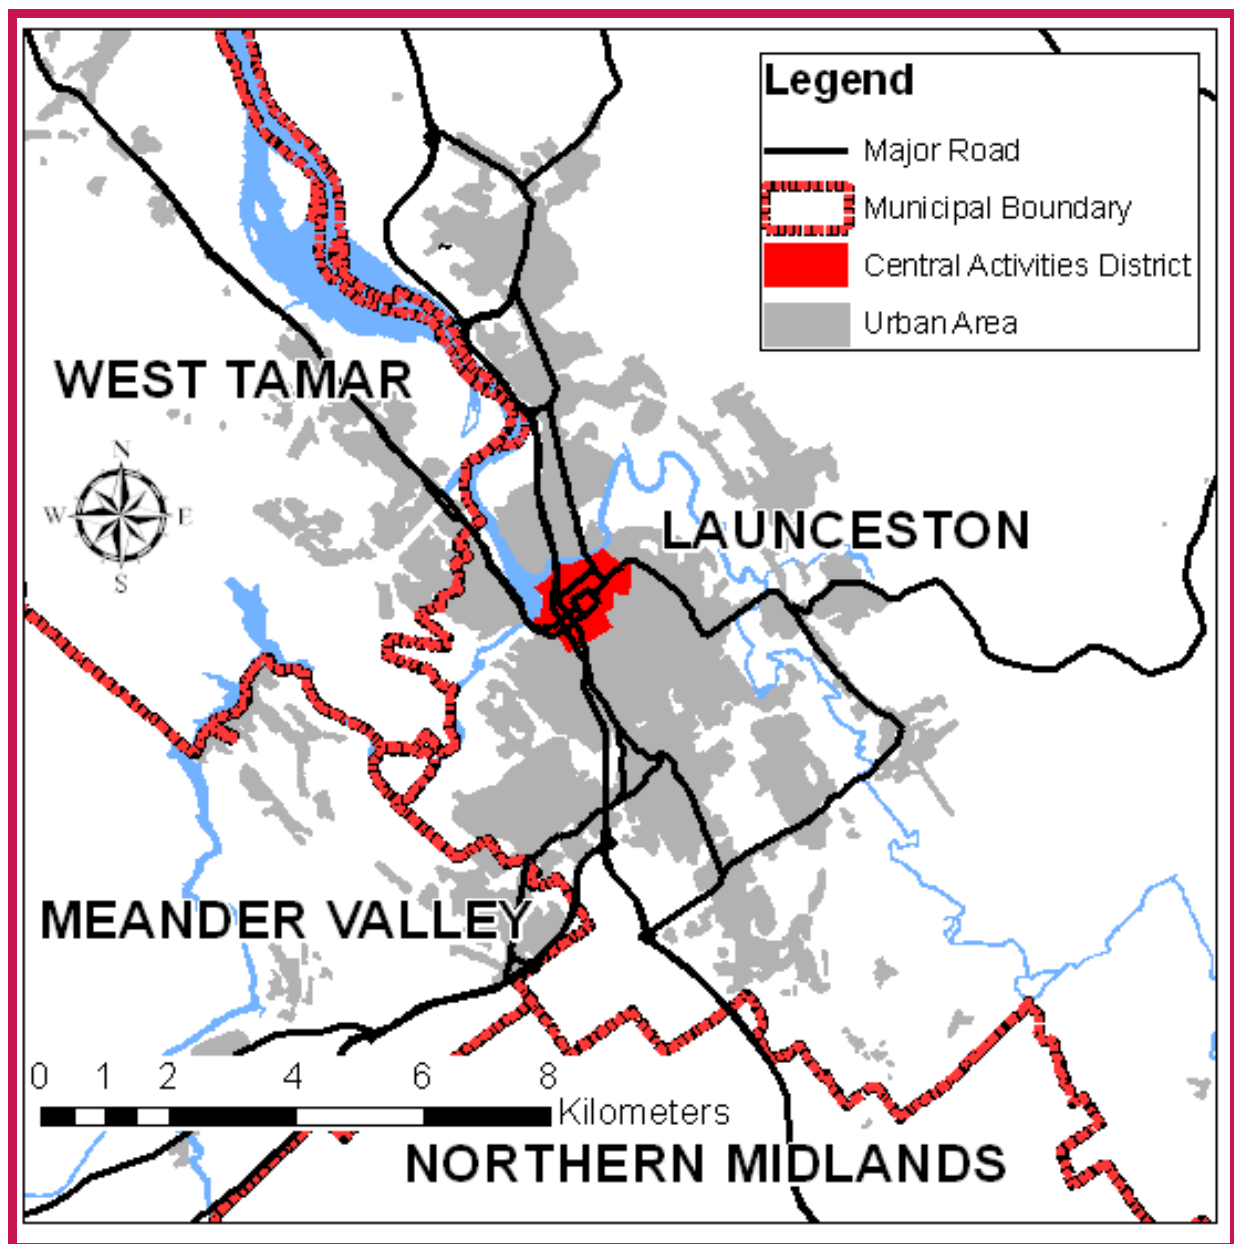 Legend
Major Road
Municipal Boundary
Central Activities District
Urban Area
WEST TAMAR
N
W E
S
LAUNCESTON
MEANDER VALLEY
0 1 2 4 6 8
Kilometers
NORTHERN MIDLANDS